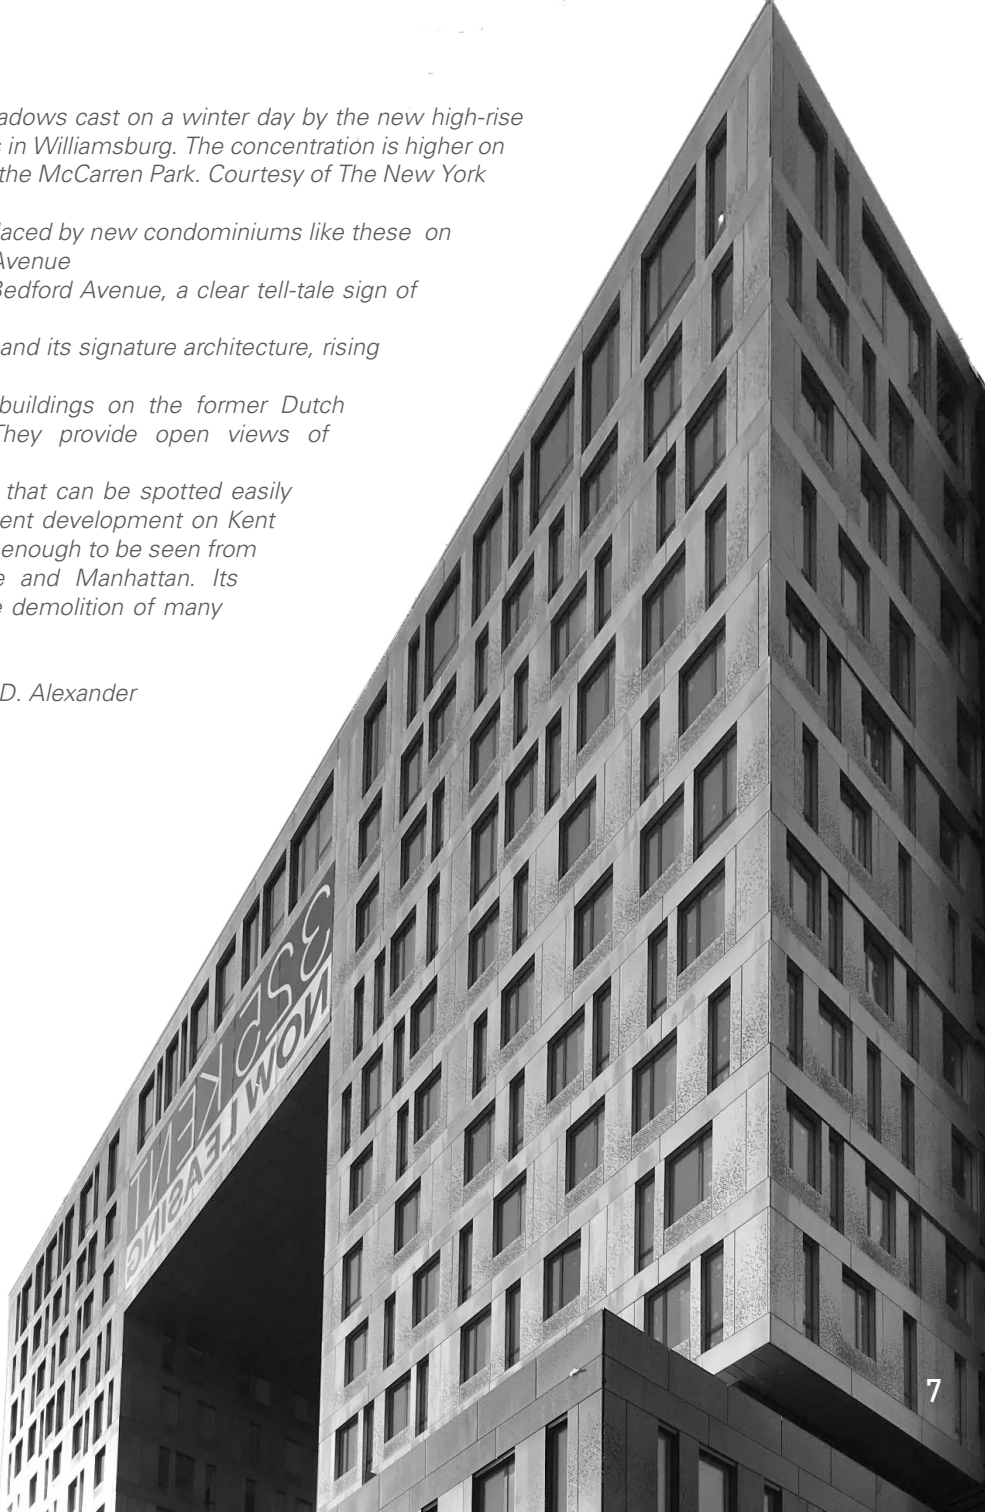 adows cast on a winter day by the new high-rise
s in Williamsburg. The concentration is higher on
the McCarren Park. Courtesy of The New York
laced by new condominiums like these on
Avenue
Bedford Avenue, a clear tell-tale sign of
and its signature architecture, rising
buildings on the former Dutch
They provide open views of
that can be spotted easily
ent development on Kent
enough to be seen from
e and Manhattan. Its
e demolition of many
D. Alexander
325 KENT
NOW LEASING
7